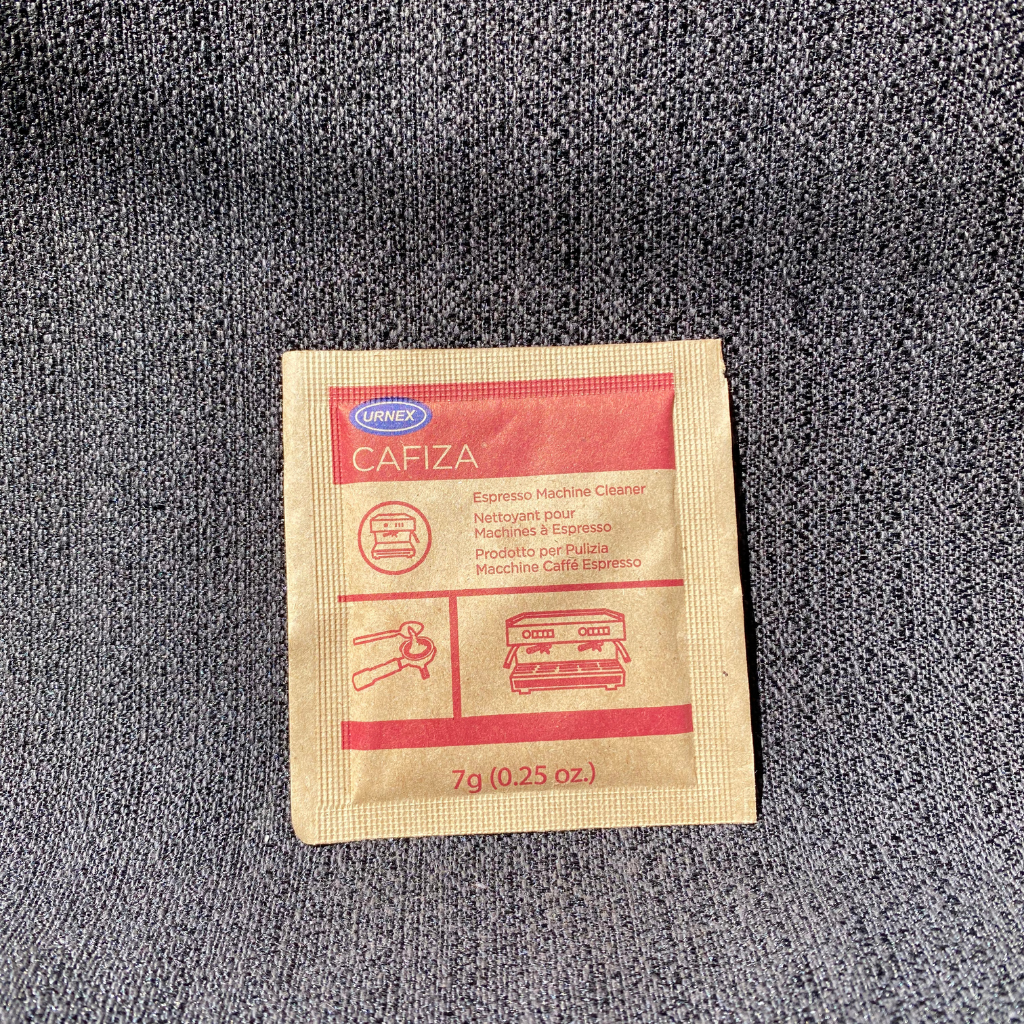 URNEX
CAFIZA
Espresso Machine Cleaner
Nettoyant pour
Machines à Espresso
Prodotto per Pulizia
Macchine Caffé Espresso
7g (0.25 oz.)